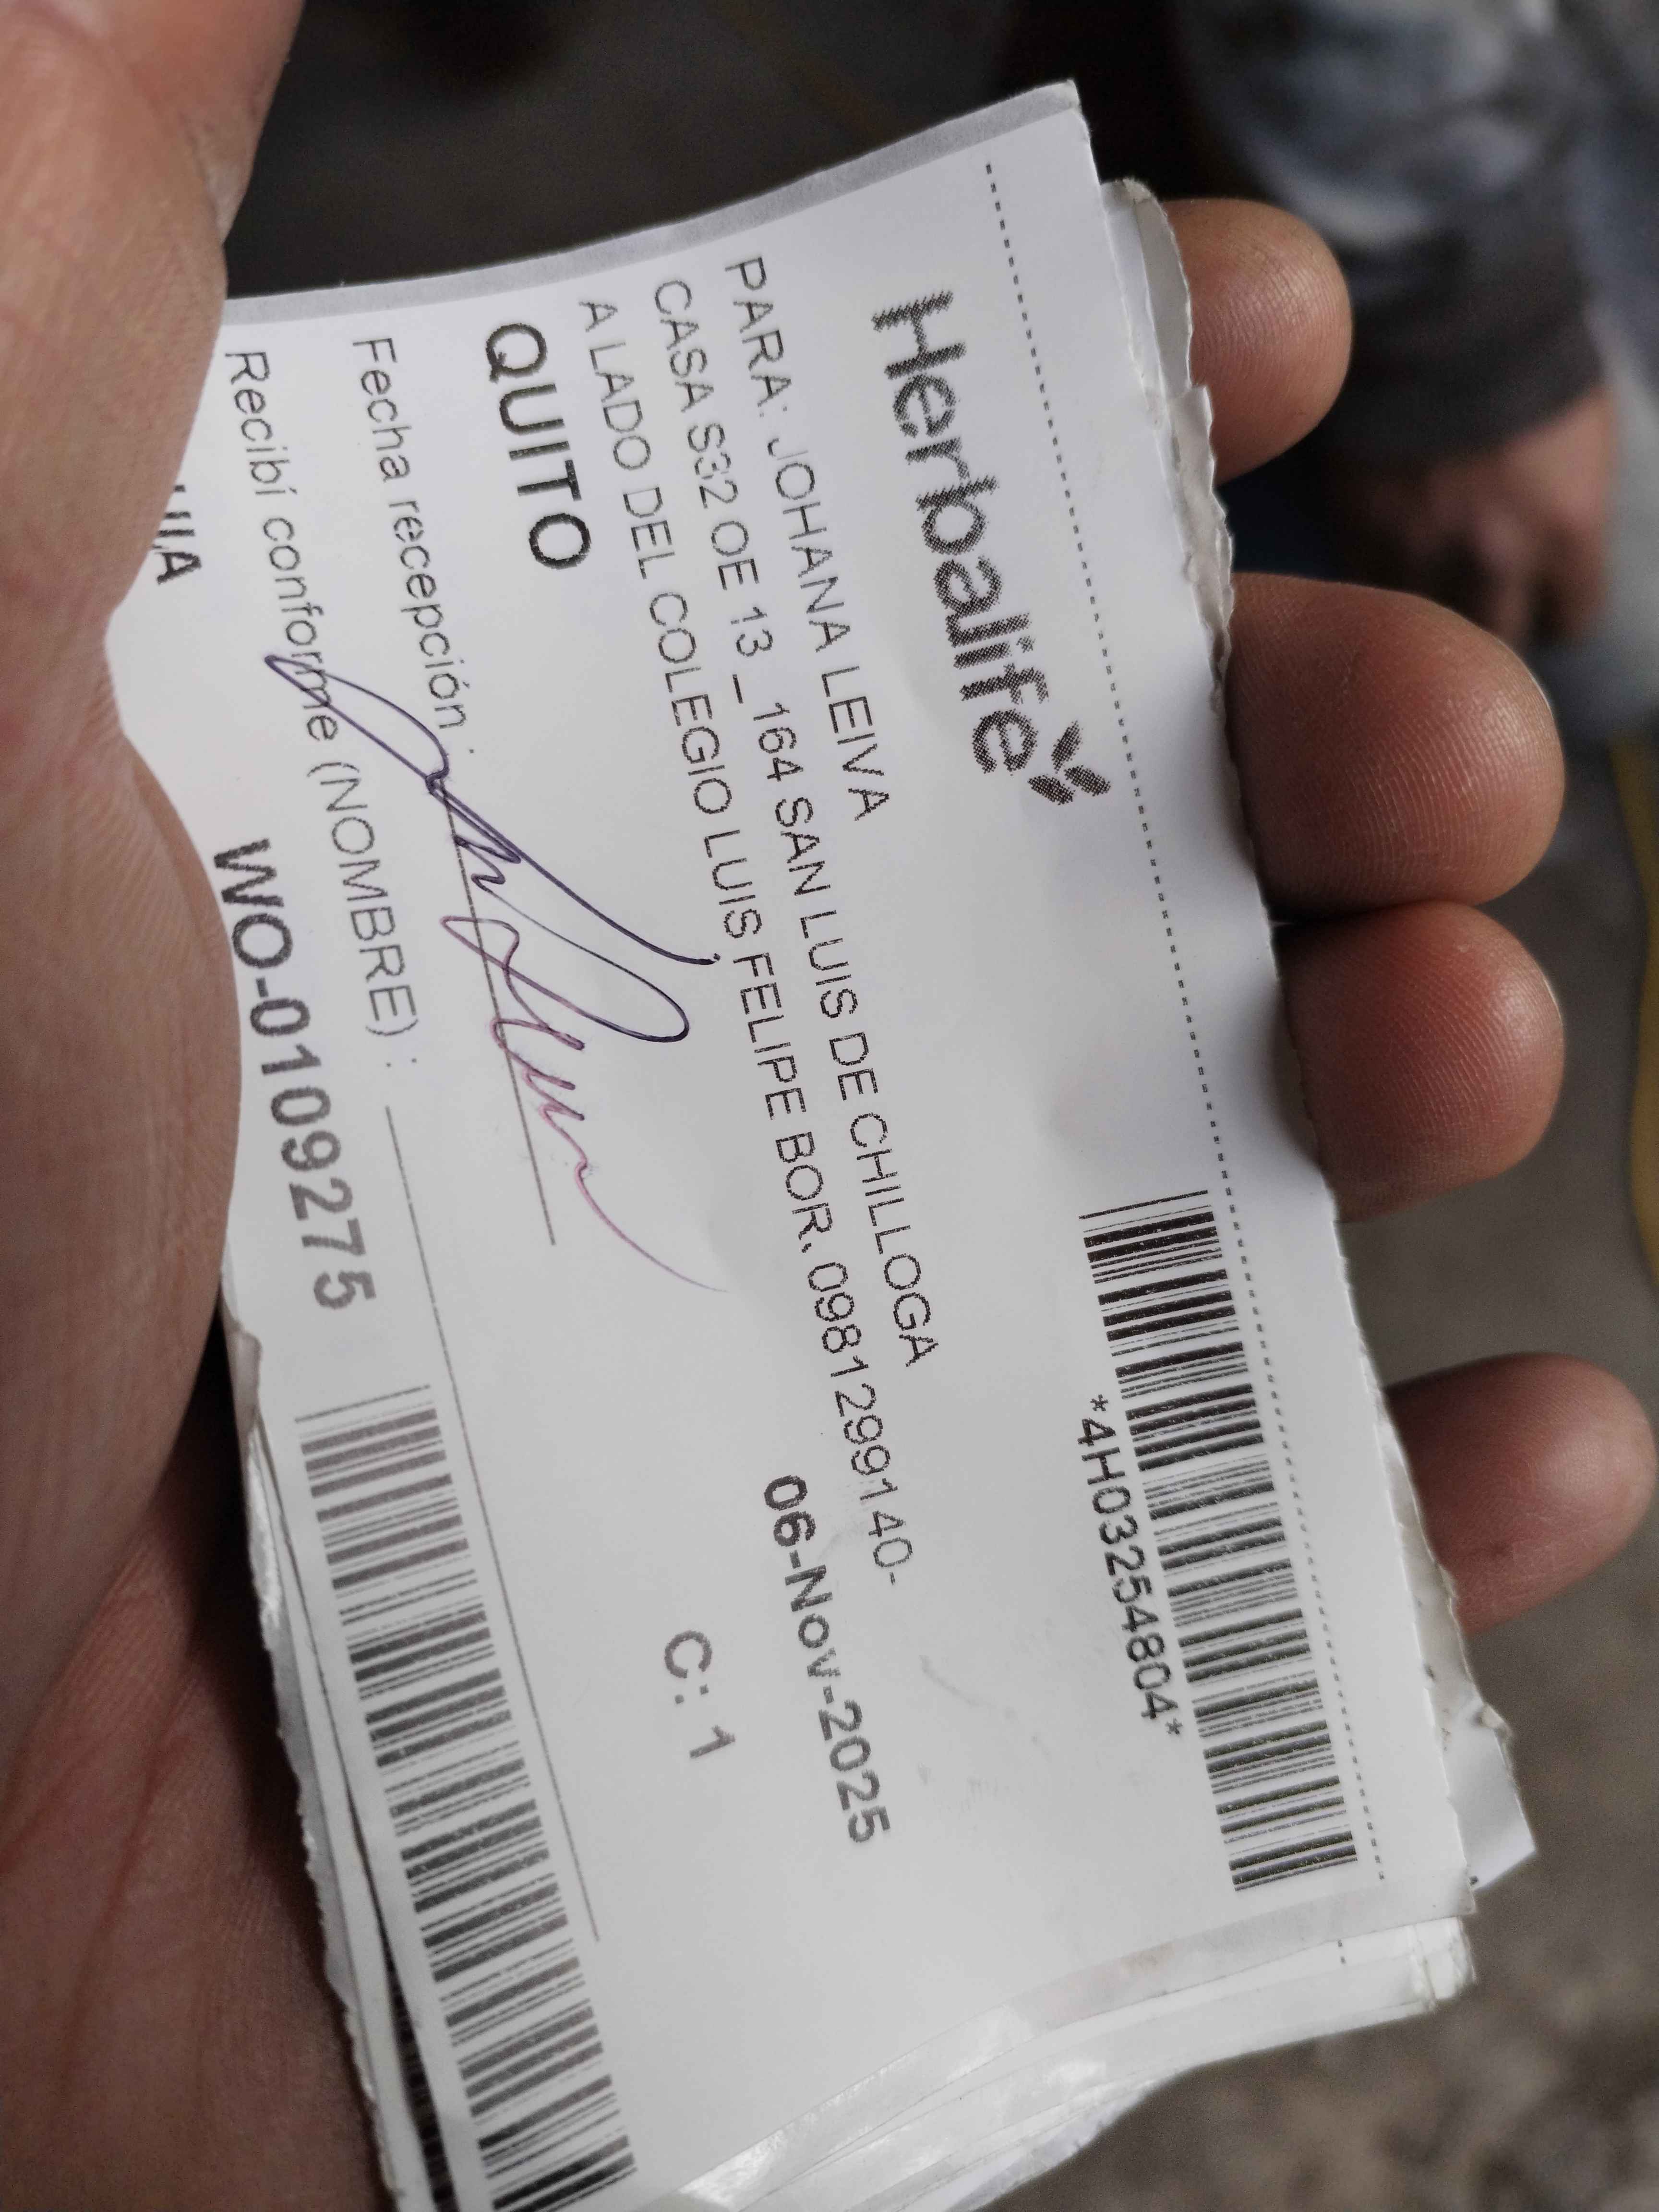 Herbalife
*4H03254804*
PARA: JOHANA LEIVA
CASA S32 OE 13 _ 164 SAN LUIS DE CHILLOGA
A LADO DEL COLEGIO LUIS FELIPE BOR. 0981299140-
QUITO
06-Nov-2025
Fecha recepción :
C: 1
Recibí conforme (NOMBRE) :
WO-0109275